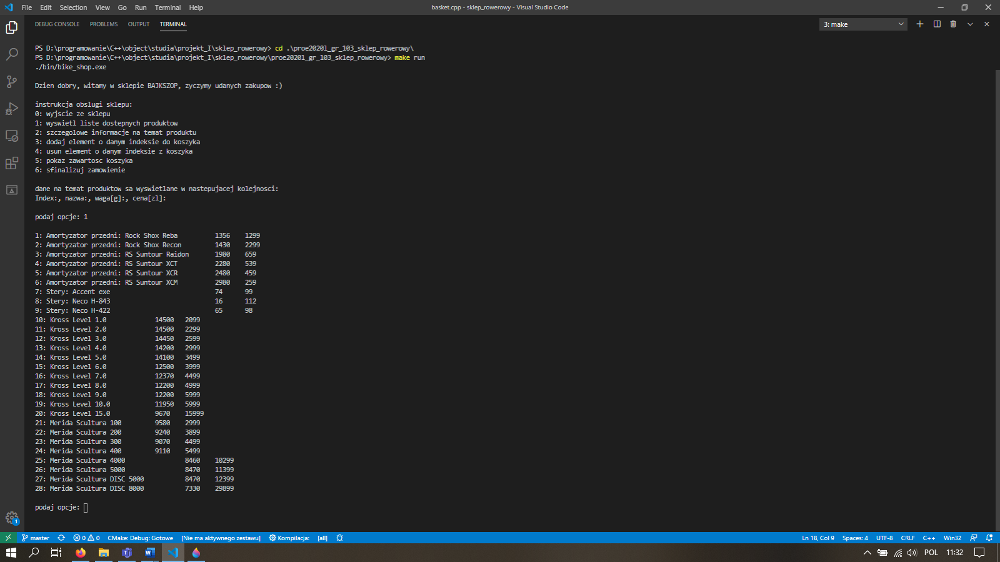 File Edit Selection View Go Run Terminal Help basket.cpp - sklep_rowerowy - Visual Studio Code
DEBUG CONSOLE PROBLEMS OUTPUT TERMINAL 3: make
PS D:\programowanie\C++\object\studia\projekt_I\sklep_rowerowy> cd .\proe2020l_gr_103_sklep_rowerowy\
PS D:\programowanie\C++\object\studia\projekt_I\sklep_rowerowy\proe2020l_gr_103_sklep_rowerowy> make run
./bin/bike_shop.exe
Dzien dobry, witamy w sklepie BAJKSZOP, zyczymy udanych zakupow :)
instrukcja obslugi sklepu:
0: wyjscie ze sklepu
1: wyswietl liste dostepnych produktow
2: szczegolowe informacje na temat produktu
3: dodaj element o danym indeksie do koszyka
4: usun element o danym indeksie z koszyka
5: pokaz zawartosc koszyka
6: sfinalizuj zamowienie
dane na temat produktow sa wyswietlane w nastepujacej kolejnosci:
Index:, nazwa:, waga[g]:, cena[zl]:
podaj opcje: 1
1: Amortyzator przedni: Rock Shox Reba 1356 1299
2: Amortyzator przedni: Rock Shox Recon 1430 2299
3: Amortyzator przedni: RS Suntour Raidon 1980 659
4: Amortyzator przedni: RS Suntour XCT 2280 539
5: Amortyzator przedni: RS Suntour XCR 2480 459
6: Amortyzator przedni: RS Suntour XCM 2980 259
7: Stery: Accent exe 74 99
8: Stery: Neco H-843 16 112
9: Stery: Neco H-422 65 98
10: Kross Level 1.0 14500 2099
11: Kross Level 2.0 14500 2299
12: Kross Level 3.0 14450 2599
13: Kross Level 4.0 14200 2999
14: Kross Level 5.0 14100 3499
15: Kross Level 6.0 12500 3999
16: Kross Level 7.0 12370 4499
17: Kross Level 8.0 12200 4999
18: Kross Level 9.0 12200 5999
19: Kross Level 10.0 11950 5999
20: Kross Level 15.0 9670 15999
21: Merida Scultura 100 9580 2999
22: Merida Scultura 200 9240 3899
23: Merida Scultura 300 9070 4499
24: Merida Scultura 400 9110 5499
25: Merida Scultura 4000 8460 10299
26: Merida Scultura 5000 8470 11399
27: Merida Scultura DISC 5000 8470 12399
28: Merida Scultura DISC 8000 7330 29899
podaj opcje:
1
master 0 0 CMake: Debug: Gotowe [Nie ma aktywnego zestawu] Kompilacja: [all] Ln 18, Col 9 Spaces: 4 UTF-8 CRLF C++ Win32
POL 11:32